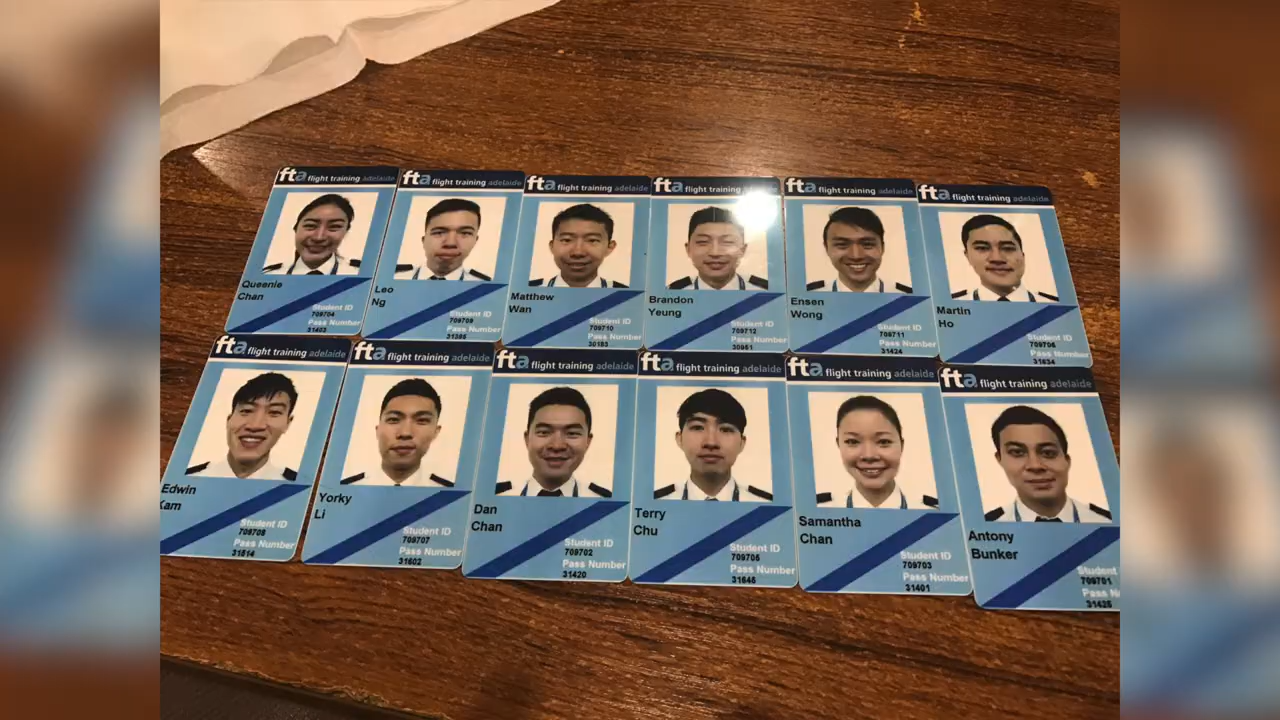 fta flight training adelaide
Queenie
Chan
Student ID
709704
Pass Number
31402
fta flight training adelaide
Leo
Ng
Student ID
709709
Pass Number
31385
fta flight training adelaide
Matthew
Wan
Student ID
709710
Pass Number
30193
fta flight training adelaide
Brandon
Yeung
Student ID
709712
Pass Number
30951
fta flight training adelaide
Ensen
Wong
Student ID
709711
Pass Number
31424
fta flight training adelaide
Martin
Ho
Student ID
709706
Pass Number
31634
fta flight training adelaide
Edwin
Student ID
709708
Pass Number
31514
fta flight training adelaide
Yorky
Li
Student ID
709707
Pass Number
31602
fta flight training adelaide
Dan
Chan
Student ID
709702
Pass Number
31420
fta flight training adelaide
Terry
Chu
Student ID
709705
Pass Number
31646
fta flight training adelaide
Samantha
Chan
Student ID
709703
Pass Number
31401
fta flight training adelaide
Antony
Bunker
Student
709701
Pass
31425